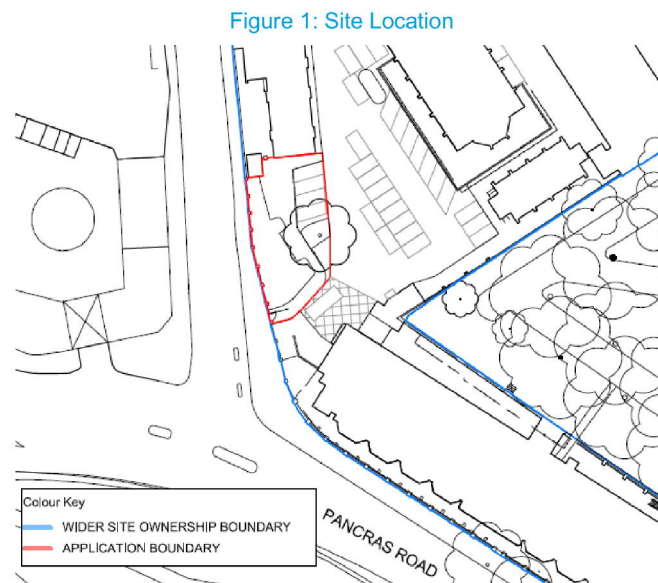 Figure 1: Site Location
PANCRAS ROAD
Colour Key
WIDER SITE OWNERSHIP BOUNDARY
APPLICATION BOUNDARY